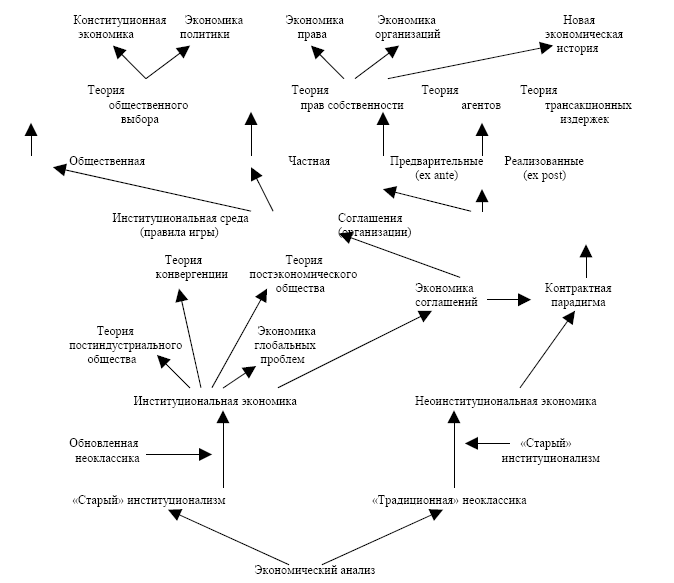 Конституционная экономика
Экономика политики
Экономика права
Экономика организаций
Новая экономическая история
Теория общественного выбора
Теория прав собственности
Теория агентов
Теория трансакционных издержек
Общественная
Частная
Предварительные (ex ante)
Реализованные (ex post)
Институциональная среда (правила игры)
Соглашения (организации)
Теория конвергенции
Теория постэкономического общества
Экономика соглашений
Контрактная парадигма
Теория постиндустриального общества
Экономика глобальных проблем
Институциональная экономика
Неоинституциональная экономика
Обновленная неоклассика
«Старый» институционализм
«Старый» институционализм
«Традиционная» неоклассика
Экономический анализ